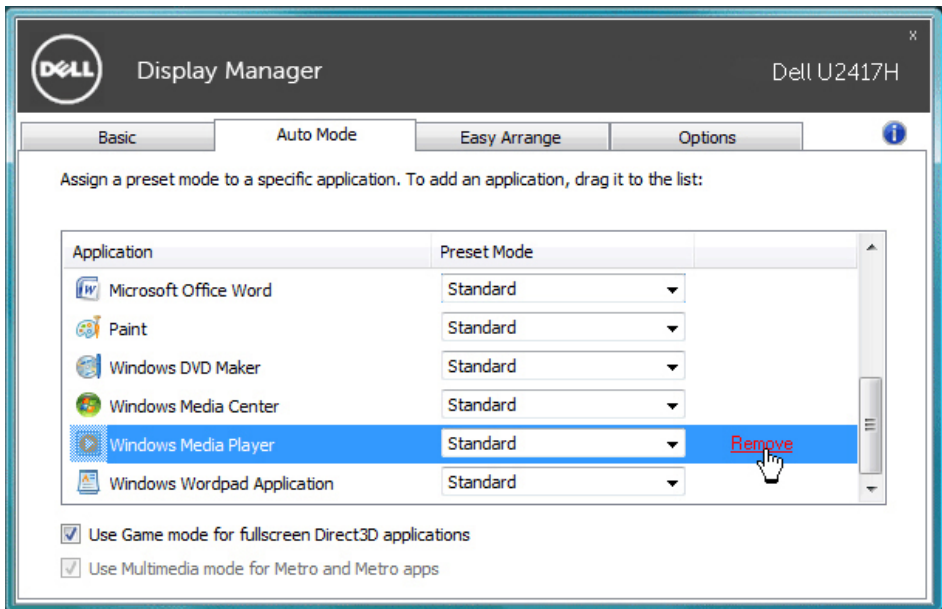 x
DELL Display Manager Dell U2417H
Basic Auto Mode Easy Arrange Options i
Assign a preset mode to a specific application. To add an application, drag it to the list:
Application Preset Mode
Microsoft Office Word Standard
Paint Standard
Windows DVD Maker Standard
Windows Media Center Standard
Windows Media Player Standard Remove
Windows Wordpad Application Standard
Use Game mode for fullscreen Direct3D applications
Use Multimedia mode for Metro and Metro apps